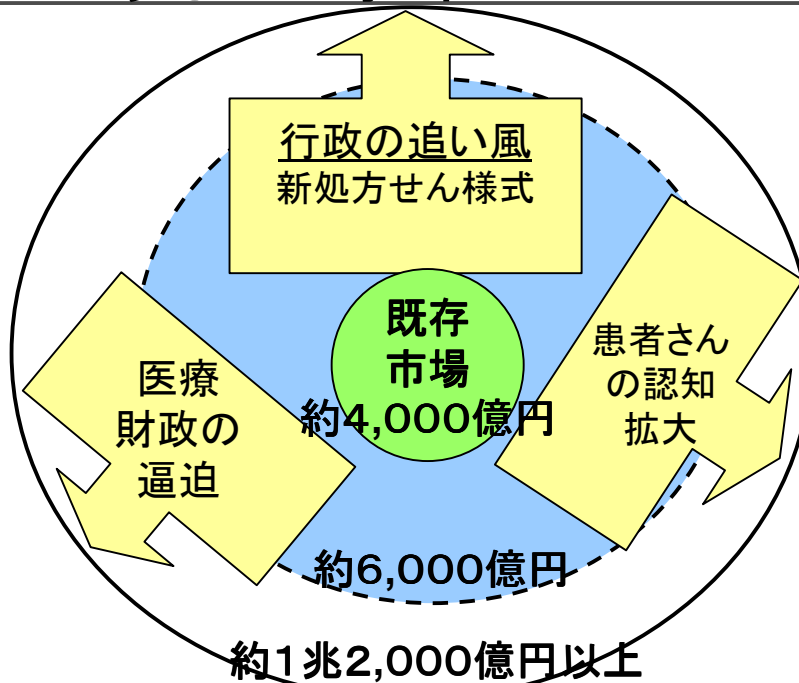 行政の追い風
新処方せん様式
既存
市場
約4,000億円
患者さん
の認知
拡大
医療
財政の
逼迫
約6,000億円
約1兆2,000億円以上